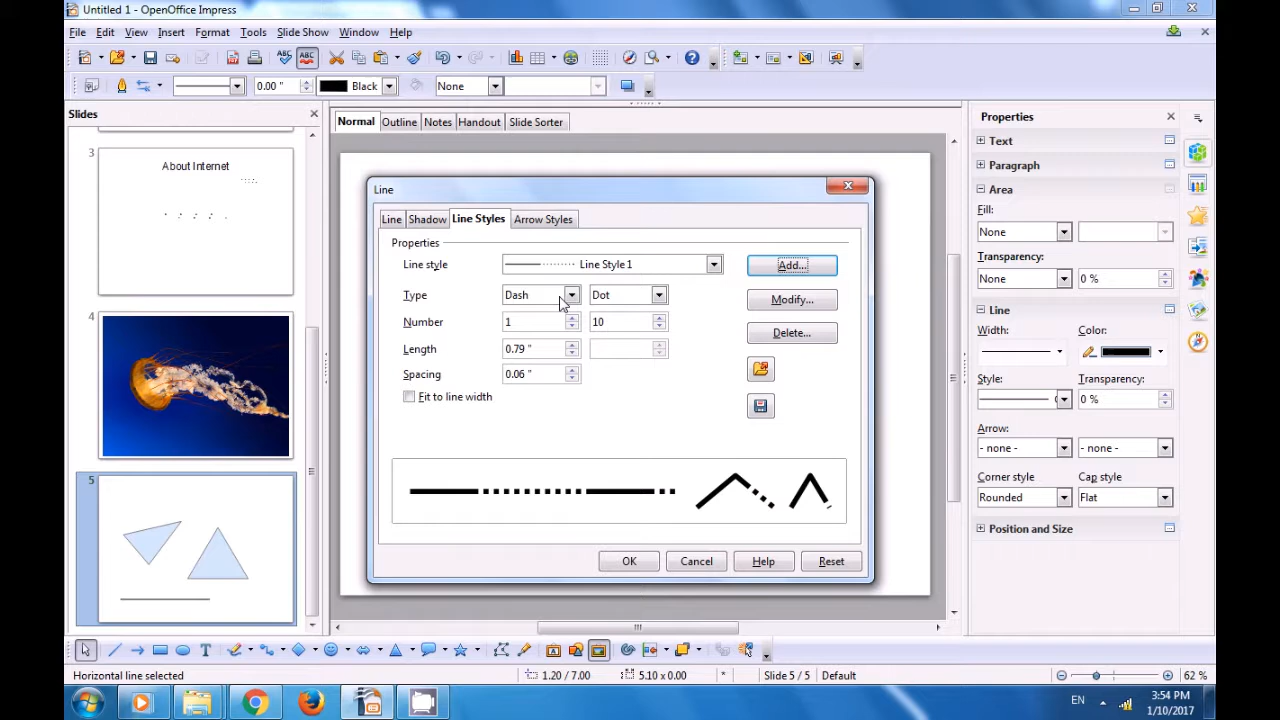 Untitled 1 - OpenOffice Impress
File Edit View Insert Format Tools Slide Show Window Help
0.00 " Black None
Slides
Normal Outline Notes Handout Slide Sorter
3
About Internet
4
5
Line
Line Shadow Line Styles Arrow Styles
Properties
Line style Line Style 1 Add...
Type Dash Dot Modify...
Number 1 10
Delete...
Length 0.79 "
Spacing 0.06 "
Fit to line width
OK Cancel Help Reset
Properties
Text
Paragraph
Area
Fill:
None
Transparency:
None 0 %
Line
Width: Color:
Style: Transparency:
0 %
Arrow:
- none - - none -
Corner style Cap style
Rounded Flat
Position and Size
Horizontal line selected 1.20 / 7.00 5.10 x 0.00 * Slide 5 / 5 Default 62 %
EN 3:54 PM
1/10/2017